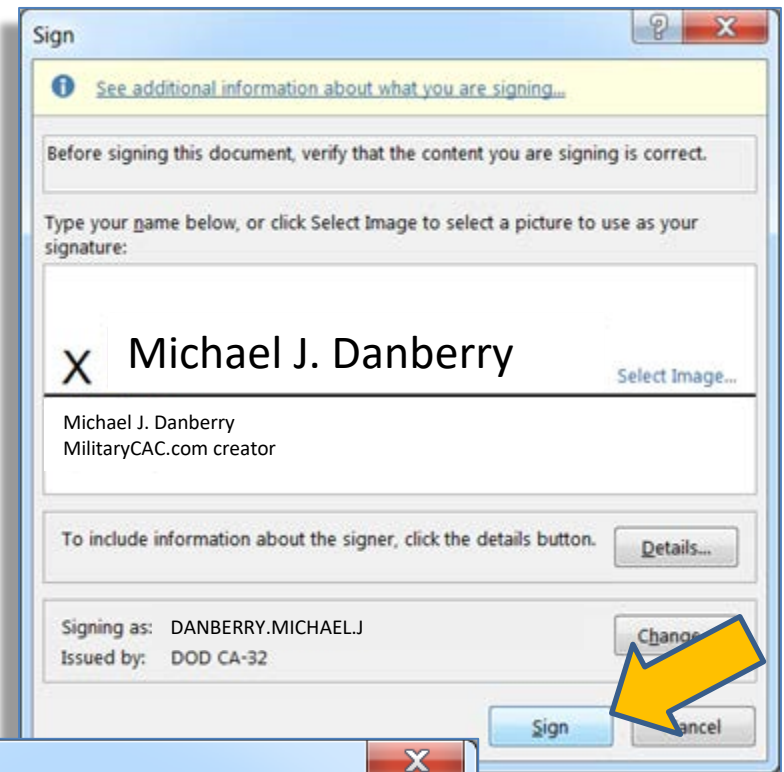 Sign
See additional information about what you are signing...
Before signing this document, verify that the content you are signing is correct.
Type your name below, or click Select Image to select a picture to use as your
signature:
X Michael J. Danberry
Select Image...
Michael J. Danberry
MilitaryCAC.com creator
To include information about the signer, click the details button. Details...
Signing as: DANBERRY.MICHAEL.J
Issued by: DOD CA-32
Sign